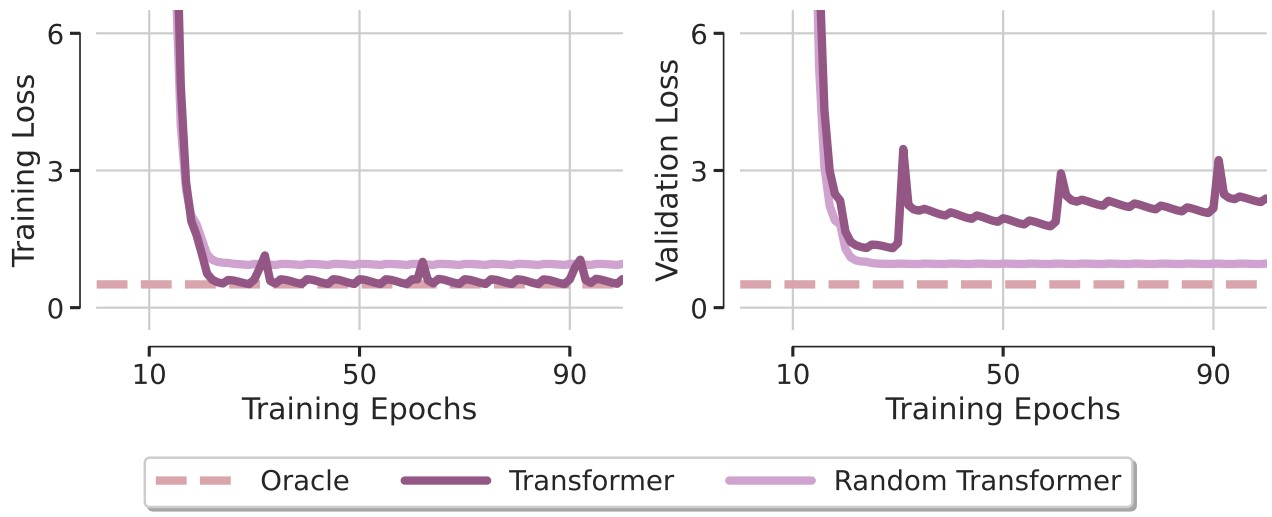 Training Loss
6
3
0
10 50 90
Training Epochs
Validation Loss
6
3
0
10 50 90
Training Epochs
Oracle Transformer Random Transformer